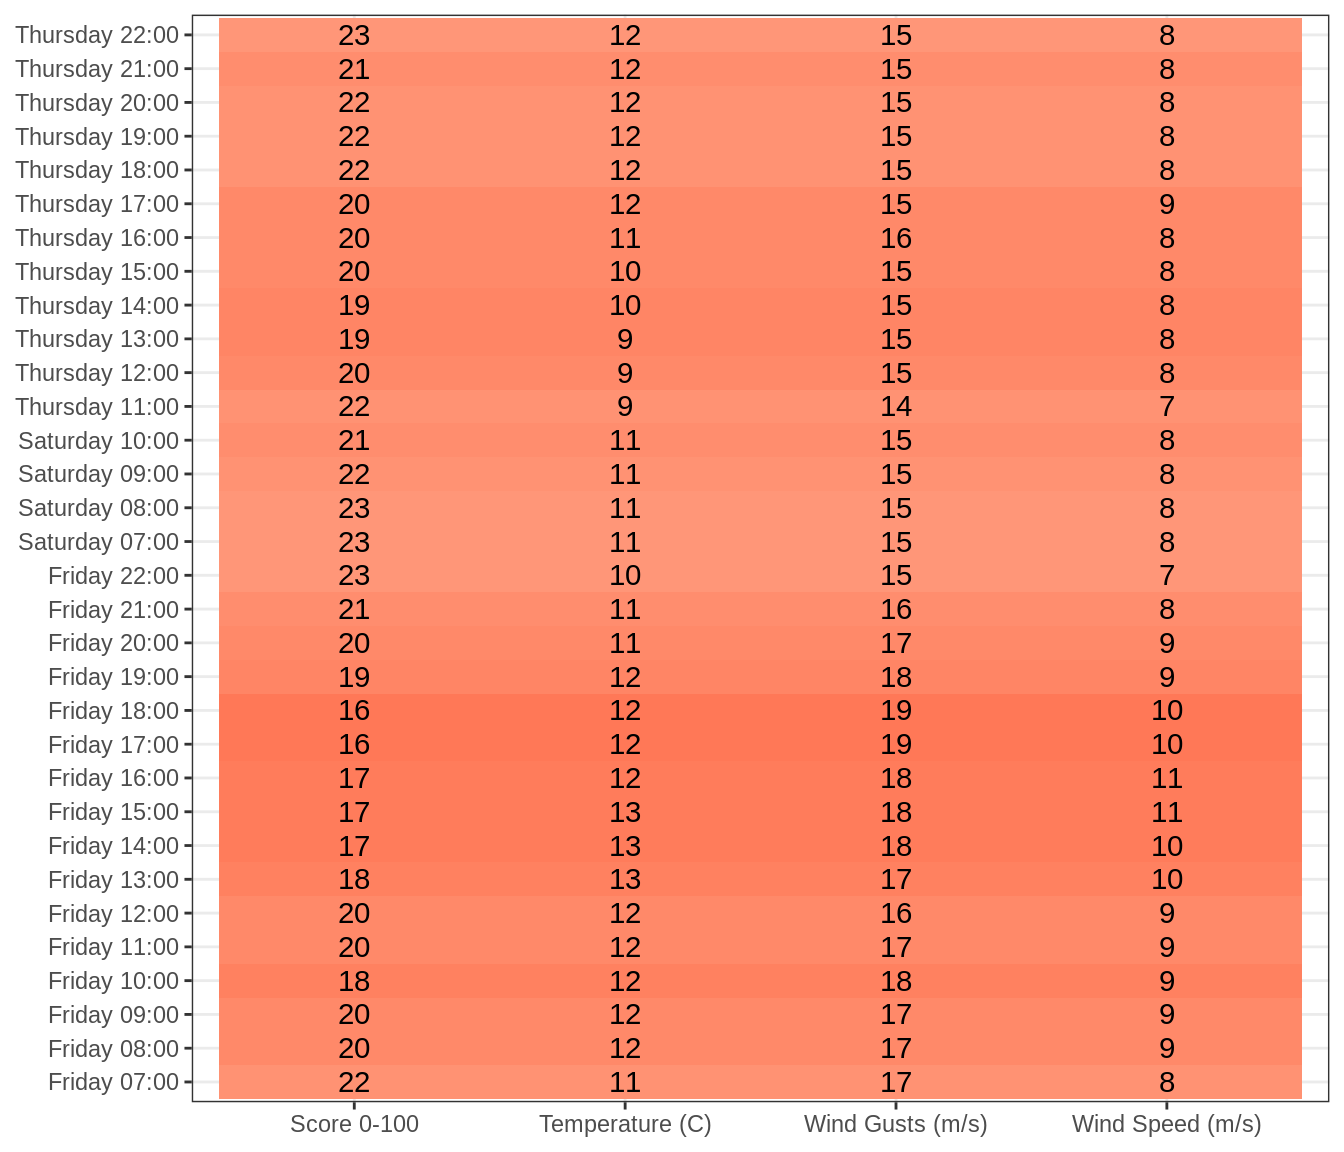 Thursday 22:00 23 12 15 8
Thursday 21:00 21 12 15 8
Thursday 20:00 22 12 15 8
Thursday 19:00 22 12 15 8
Thursday 18:00 22 12 15 8
Thursday 17:00 20 12 15 9
Thursday 16:00 20 11 16 8
Thursday 15:00 20 10 15 8
Thursday 14:00 19 10 15 8
Thursday 13:00 19 9 15 8
Thursday 12:00 20 9 15 8
Thursday 11:00 22 9 14 7
Saturday 10:00 21 11 15 8
Saturday 09:00 22 11 15 8
Saturday 08:00 23 11 15 8
Saturday 07:00 23 11 15 8
Friday 22:00 23 10 15 7
Friday 21:00 21 11 16 8
Friday 20:00 20 11 17 9
Friday 19:00 19 12 18 9
Friday 18:00 16 12 19 10
Friday 17:00 16 12 19 10
Friday 16:00 17 12 18 11
Friday 15:00 17 13 18 11
Friday 14:00 17 13 18 10
Friday 13:00 18 13 17 10
Friday 12:00 20 12 16 9
Friday 11:00 20 12 17 9
Friday 10:00 18 12 18 9
Friday 09:00 20 12 17 9
Friday 08:00 20 12 17 9
Friday 07:00 22 11 17 8
Score 0-100 Temperature (C) Wind Gusts (m/s) Wind Speed (m/s)